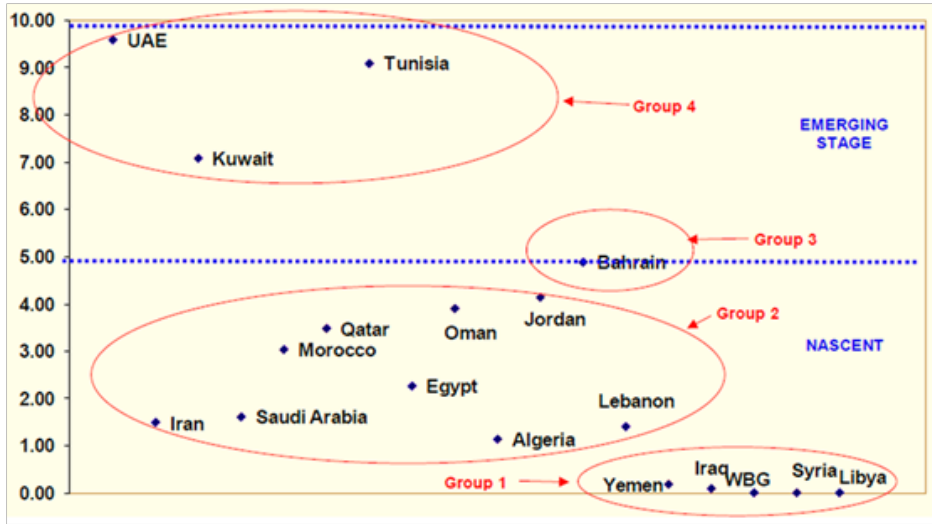 10.00
UAE
9.00
Tunisia
8.00
Group 4
EMERGING
STAGE
7.00
Kuwait
6.00
Group 3
5.00
Bahrain
4.00
Jordan
Group 2
Qatar
Oman
3.00
Morocco
NASCENT
Egypt
2.00
Lebanon
Iran
Saudi Arabia
1.00
Algeria
Group 1
Yemen
Iraq
WBG
Syria
Libya
0.00